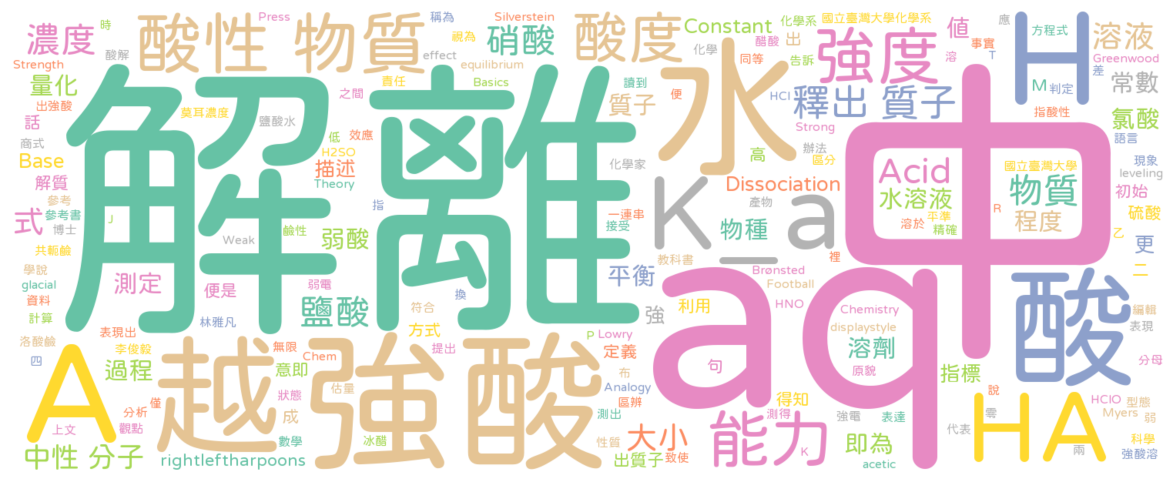 濃度
時
酸性 物質
Press
稱為
Silverstein
酸度
Constant
化學系
國立臺灣大學化學系
值
應
H
方程式
溶液
Strength
酸解
視為
effect
硝酸
化學
醋酸
出
強度
溶
事實
T
差
Greenwood
量化
責任
equilibrium
同等
告訴
M
判定
常數
出強酸
莫耳濃度
之間
Basics
讀到
質子
水
便
HCl
釋出 質子
指酸性
話
解離
鹽酸水
低
效應
Strong
辦法
氯酸
商式
H2SO
化學家
高
區分
語言
Base
描述
Acid
國立臺灣大學
現象
leveling
解質
Theory
Dissociation
水溶液
物質
初始
參考
指
一連串
K_a
產物
中
程度
硫酸
參考書
J
接受
物種
溶於
平準
R
式
博士
鹼性
弱酸
精確
乙
共軛鹼
Weak
教科書
裡
更
學說
測定
平衡
Brønsted
二
glacial
便是
弱電
換
Football
酸
資料
鹽酸
符合
強
利用
HNO
Chemistry
編輯
計算
林雅凡
方式
P
Lowry
aq
displaystyle
表現
洛酸鹼
表現出
無限
提出
定義
溶劑
四
李俊毅
越
Chem
強酸
布
句
原貌
分母
A
過程
意即
估量
Analogy
指標
說
僅
狀態
區辨
得知
HA
HClO
型態
分析
成
測出
能力
測得
強電
表達
零
Myers
弱
上文
觀點
數學
冰醋
性質
大小
代表
兩
科學
中性 分子
rightleftharpoons
出質子
致使
K
即為
acetic
強酸溶